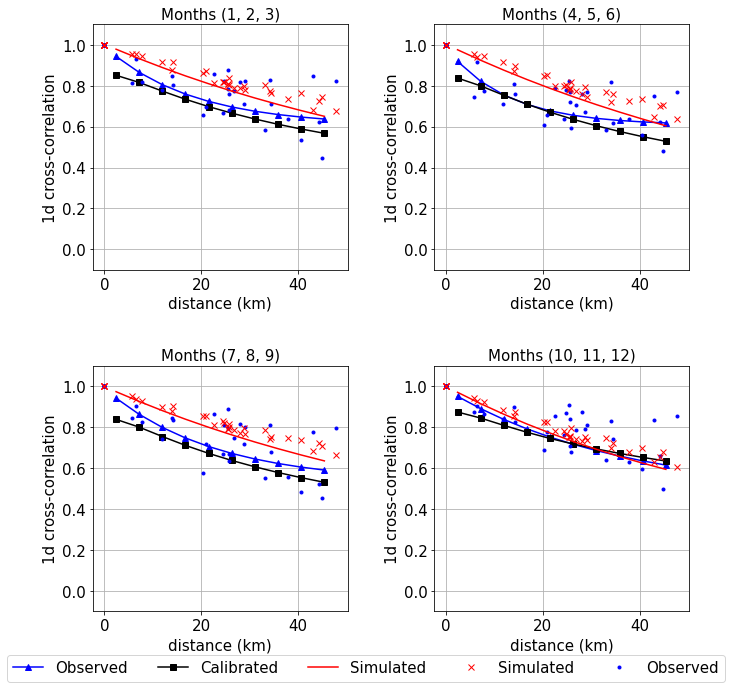 Months (1, 2, 3)
1d cross-correlation
1.0
0.8
0.6
0.4
0.2
0.0
0
20
40
distance (km)
Months (4, 5, 6)
1d cross-correlation
1.0
0.8
0.6
0.4
0.2
0.0
0
20
40
distance (km)
Months (7, 8, 9)
1d cross-correlation
1.0
0.8
0.6
0.4
0.2
0.0
0
20
40
distance (km)
Months (10, 11, 12)
1d cross-correlation
1.0
0.8
0.6
0.4
0.2
0.0
0
20
40
distance (km)
Observed Calibrated Simulated Simulated Observed